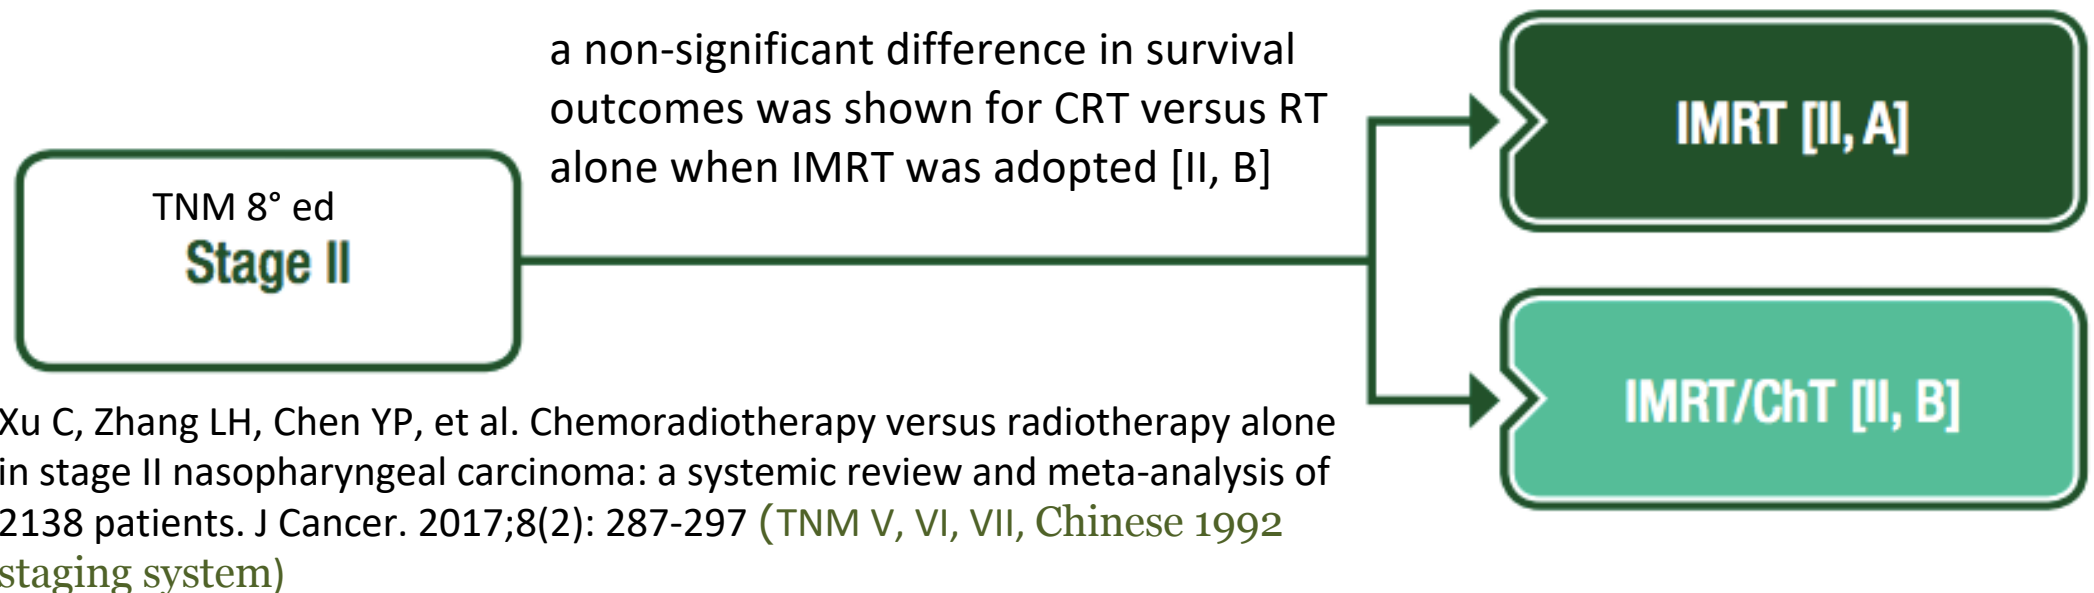 a non-significant difference in survival
outcomes was shown for CRT versus RT
alone when IMRT was adopted [II, B]
TNM 8° ed
Stage II
IMRT [II, A]
IMRT/ChT [II, B]
Xu C, Zhang LH, Chen YP, et al. Chemoradiotherapy versus radiotherapy alone
in stage II nasopharyngeal carcinoma: a systemic review and meta-analysis of
2138 patients. J Cancer. 2017;8(2): 287-297 (TNM V, VI, VII, Chinese 1992
staging system)